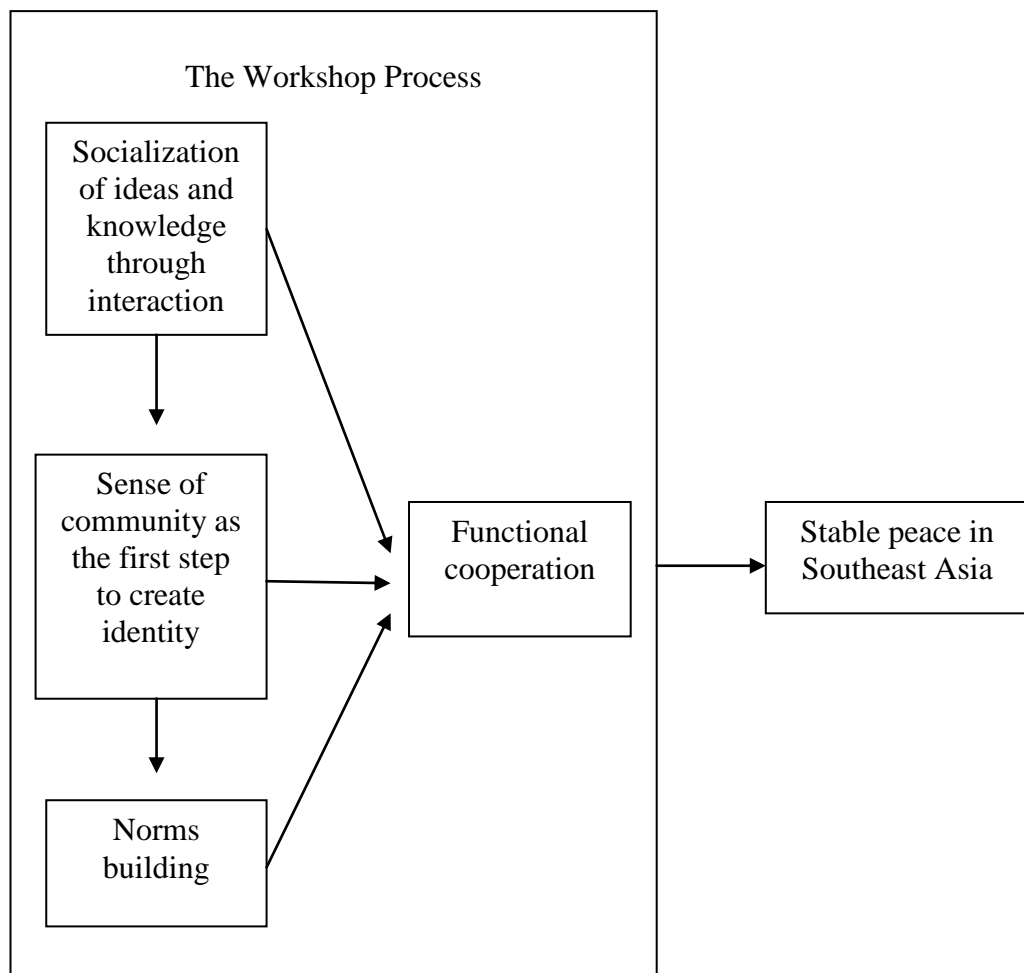 The Workshop Process
Socialization
of ideas and
knowledge
through
interaction
Sense of
community as
the first step
to create
identity
Norms
building
Functional
cooperation
Stable peace in
Southeast Asia